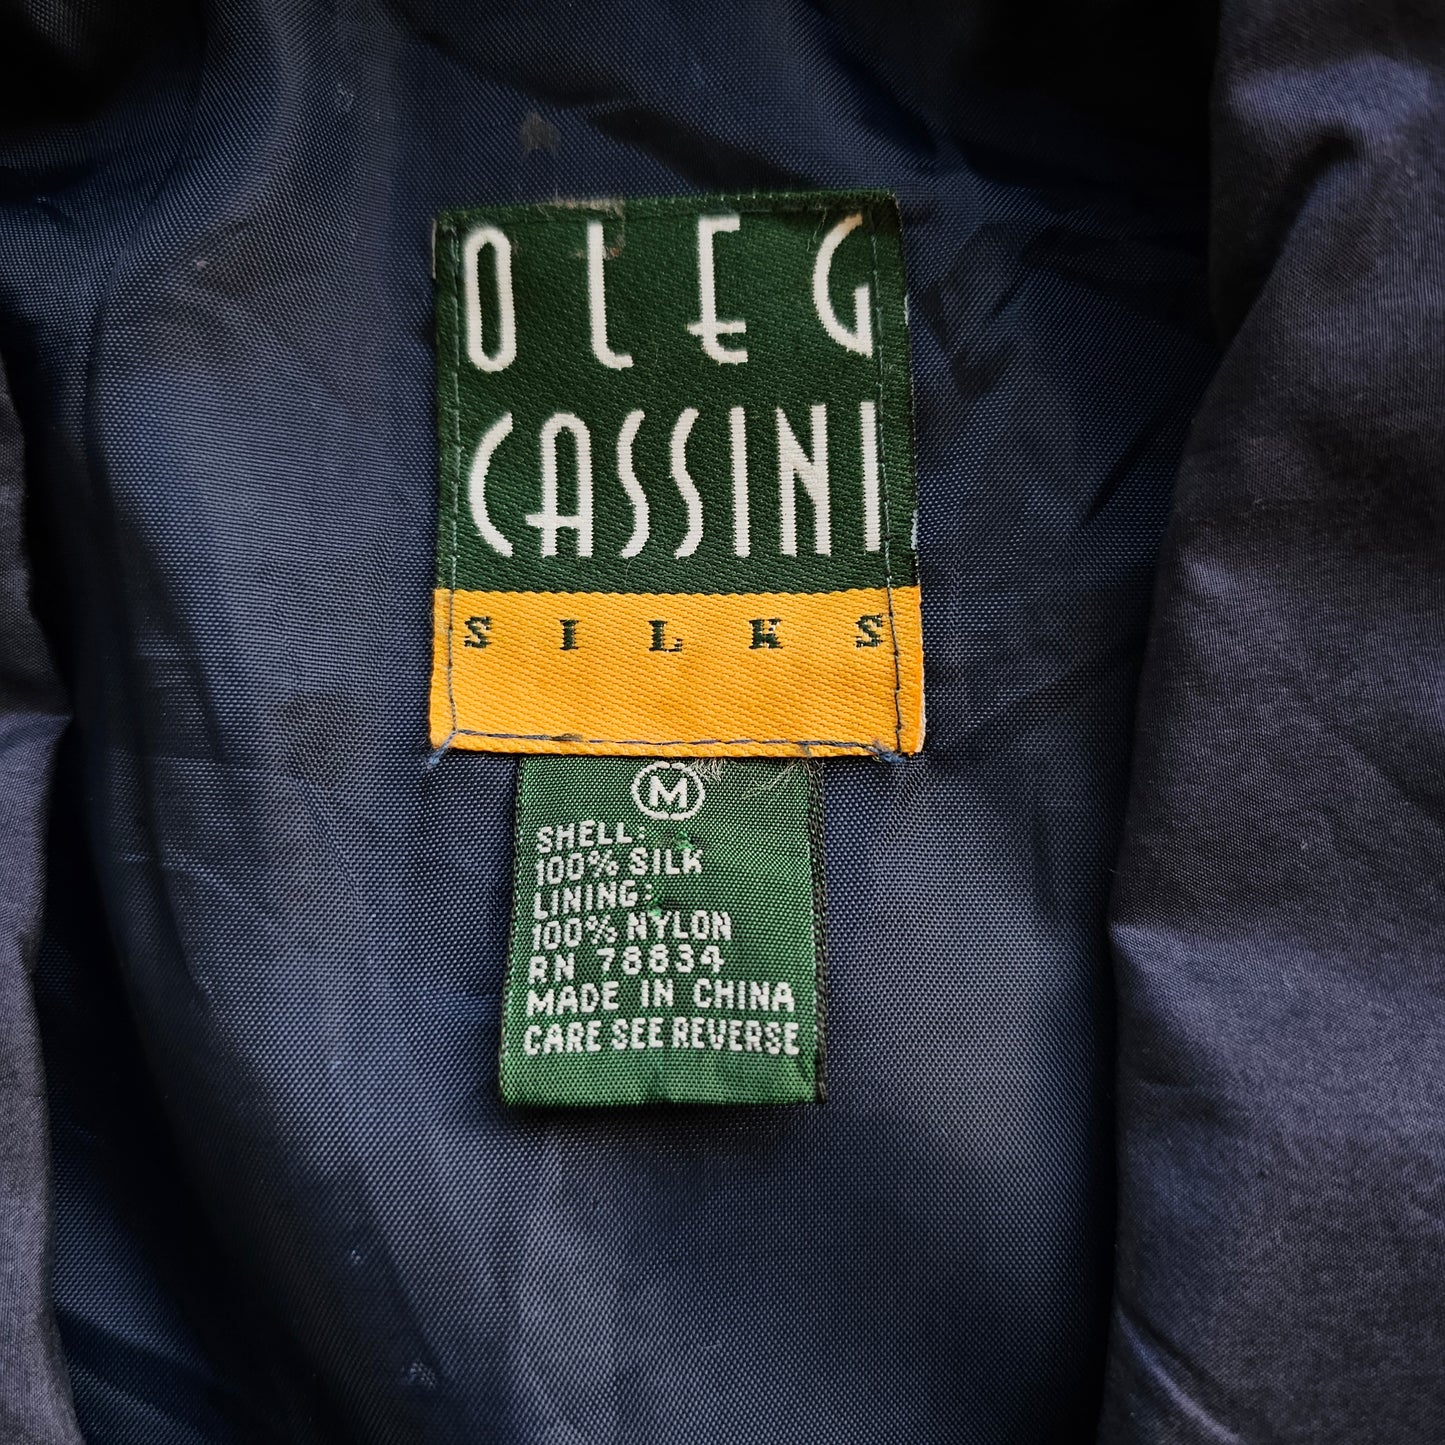 OLEG
CASSINI
SILKS
M
SHELL:
100% SILK
LINING:
100% NYLON
RN 78834
MADE IN CHINA
CARE SEE REVERSE